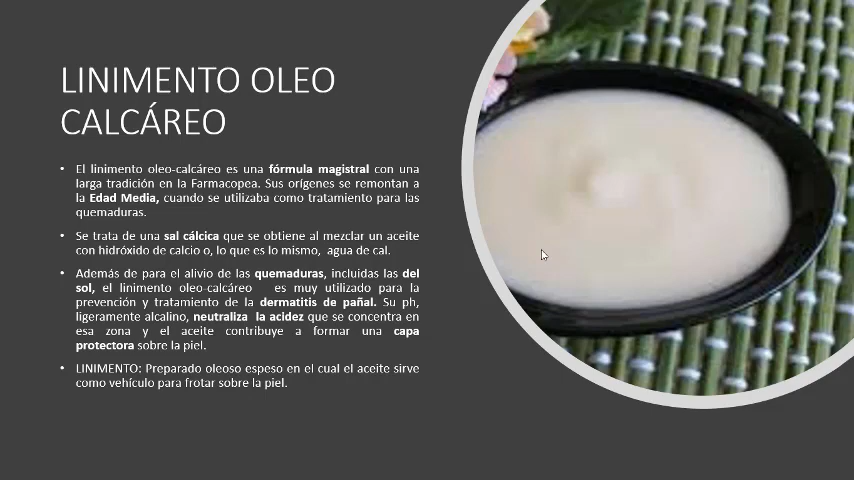 LINIMENTO OLEO
CALCÁREO
• El linimento oleo-calcáreo es una fórmula magistral con una
larga tradición en la Farmacopea. Sus orígenes se remontan a
la Edad Media, cuando se utilizaba como tratamiento para las
quemaduras.
• Se trata de una sal cálcica que se obtiene al mezclar un aceite
con hidróxido de calcio o, lo que es lo mismo, agua de cal.
• Además de para el alivio de las quemaduras, incluidas las del
sol, el linimento oleo-calcáreo es muy utilizado para la
prevención y tratamiento de la dermatitis de pañal. Su ph,
ligeramente alcalino, neutraliza la acidez que se concentra en
esa zona y el aceite contribuye a formar una capa
protectora sobre la piel.
• LINIMENTO: Preparado oleoso espeso en el cual el aceite sirve
como vehículo para frotar sobre la piel.